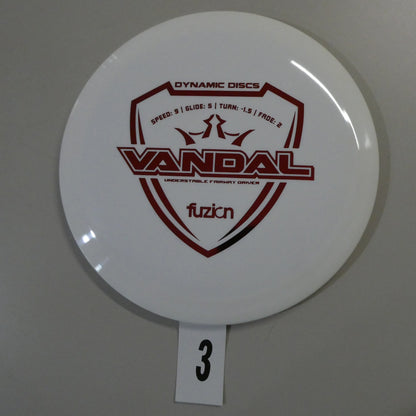 DYNAMIC DISCS
SPEED: 9 | GLIDE: 5 | TURN: -1.5 | FADE: 2
VANDAL
UNDERSTABLE FAIRWAY DRIVER
fuzion
3